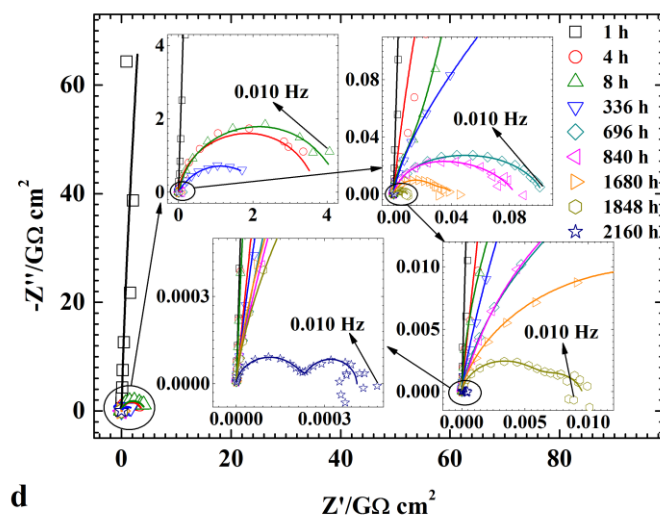 -Z''/GΩ cm²
60
40
20
0
0
20
40
60
80
Z'/GΩ cm²
d
1 h
4 h
8 h
336 h
696 h
840 h
1680 h
1848 h
2160 h
4
2
0
0
2
4
0.010 Hz
0.08
0.04
0.00
0.00
0.04
0.08
0.010 Hz
0.0003
0.0000
0.0000
0.0003
0.010 Hz
0.010
0.005
0.000
0.000
0.005
0.010
0.010 Hz